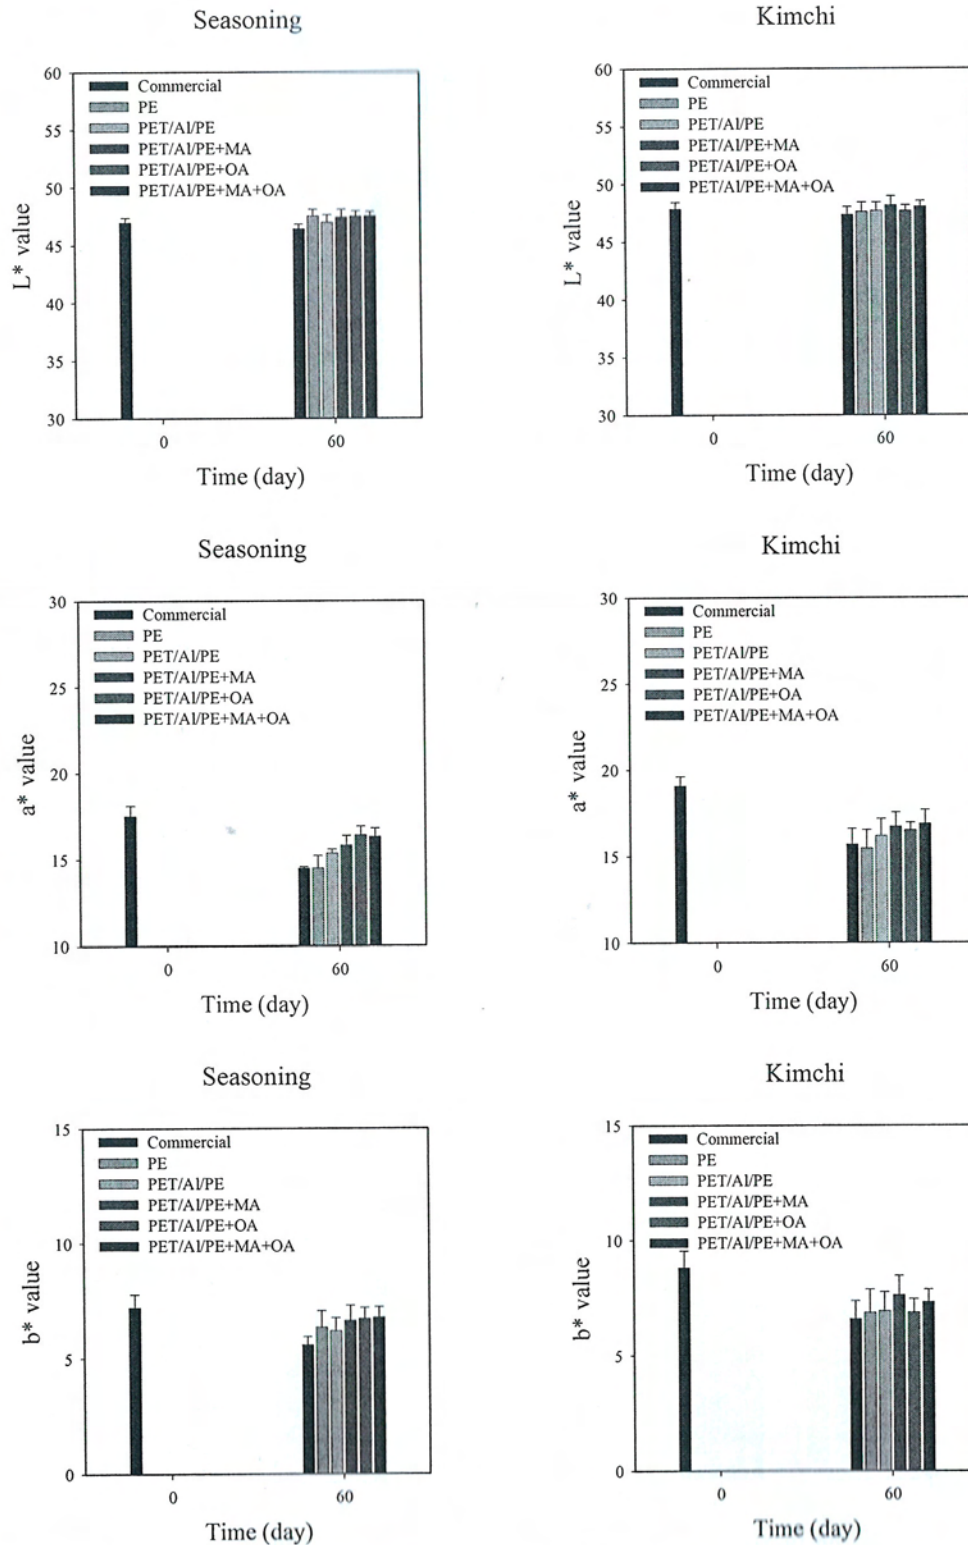 Seasoning
60
55
50
45
40
35
30
L* value
Commercial
PE
PET/Al/PE
PET/Al/PE+MA
PET/Al/PE+OA
PET/Al/PE+MA+OA
0
60
Time (day)
Kimchi
60
55
50
45
40
35
30
L* value
Commercial
PE
PET/Al/PE
PET/Al/PE+MA
PET/Al/PE+OA
PET/Al/PE+MA+OA
0
60
Time (day)
Seasoning
30
25
20
15
10
a* value
Commercial
PE
PET/Al/PE
PET/Al/PE+MA
PET/Al/PE+OA
PET/Al/PE+MA+OA
0
60
Time (day)
Kimchi
30
25
20
15
10
a* value
Commercial
PE
PET/Al/PE
PET/Al/PE+MA
PET/Al/PE+OA
PET/Al/PE+MA+OA
0
60
Time (day)
Seasoning
15
10
5
0
b* value
Commercial
PE
PET/Al/PE
PET/Al/PE+MA
PET/Al/PE+OA
PET/Al/PE+MA+OA
0
60
Time (day)
Kimchi
15
10
5
0
b* value
Commercial
PE
PET/Al/PE
PET/Al/PE+MA
PET/Al/PE+OA
PET/Al/PE+MA+OA
0
60
Time (day)